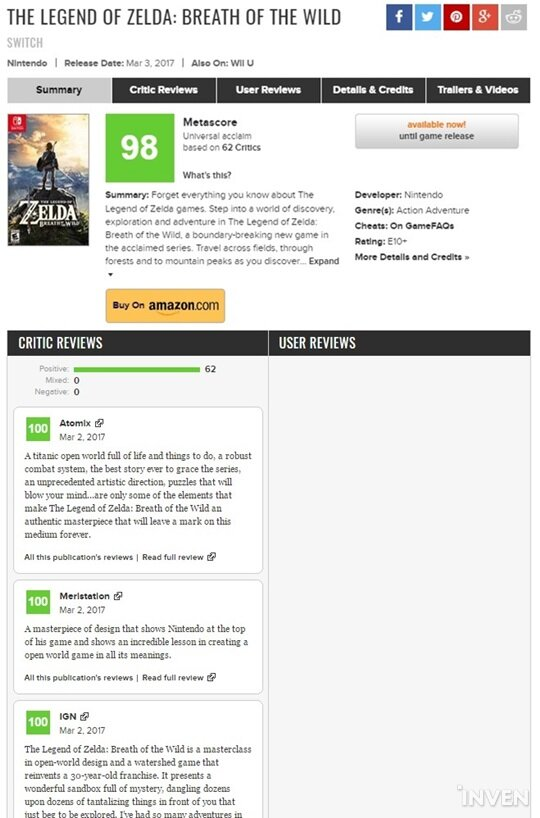 THE LEGEND OF ZELDA: BREATH OF THE WILD
SWITCH
Nintendo | Release Date: Mar 3, 2017 | Also On: Wii U
Summary
Critic Reviews
User Reviews
Details & Credits
Trailers & Videos
98
Metascore
Universal acclaim
based on 62 Critics
What's this?
available now!
until game release
THE LEGEND OF
ZELDA
BREATH OF THE WILD
Summary: Forget everything you know about The
Legend of Zelda games. Step into a world of discovery,
exploration and adventure in The Legend of Zelda:
Breath of the Wild, a boundary-breaking new game in
the acclaimed series. Travel across fields, through
forests and to mountain peaks as you discover... Expand
Developer: Nintendo
Genre(s): Action Adventure
Cheats: On GameFAQs
Rating: E10+
More Details and Credits »
Buy On amazon.com
CRITIC REVIEWS
USER REVIEWS
Positive: 62
Mixed: 0
Negative: 0
100
Atomix
Mar 2, 2017
A titanic open world full of life and things to do, a robust
combat system, the best story ever to grace the series,
an unprecedented artistic direction, puzzles that will
blow your mind...are only some of the elements that
make The Legend of Zelda: Breath of the Wild an
authentic masterpiece that will leave a mark on this
medium forever.
All this publication's reviews | Read full review
100
Meristation
Mar 2, 2017
A masterpiece of design that shows Nintendo at the top
of his game and shows an incredible lesson in creating a
open world game in all its meanings.
All this publication's reviews | Read full review
100
IGN
Mar 2, 2017
The Legend of Zelda: Breath of the Wild is a masterclass
in open-world design and a watershed game that
reinvents a 30-year-old franchise. It presents a
wonderful sandbox full of mystery, dangling dozens
upon dozens of tantalizing things in front of you that
just beg to be explored. I've had so many adventures in
INVEN